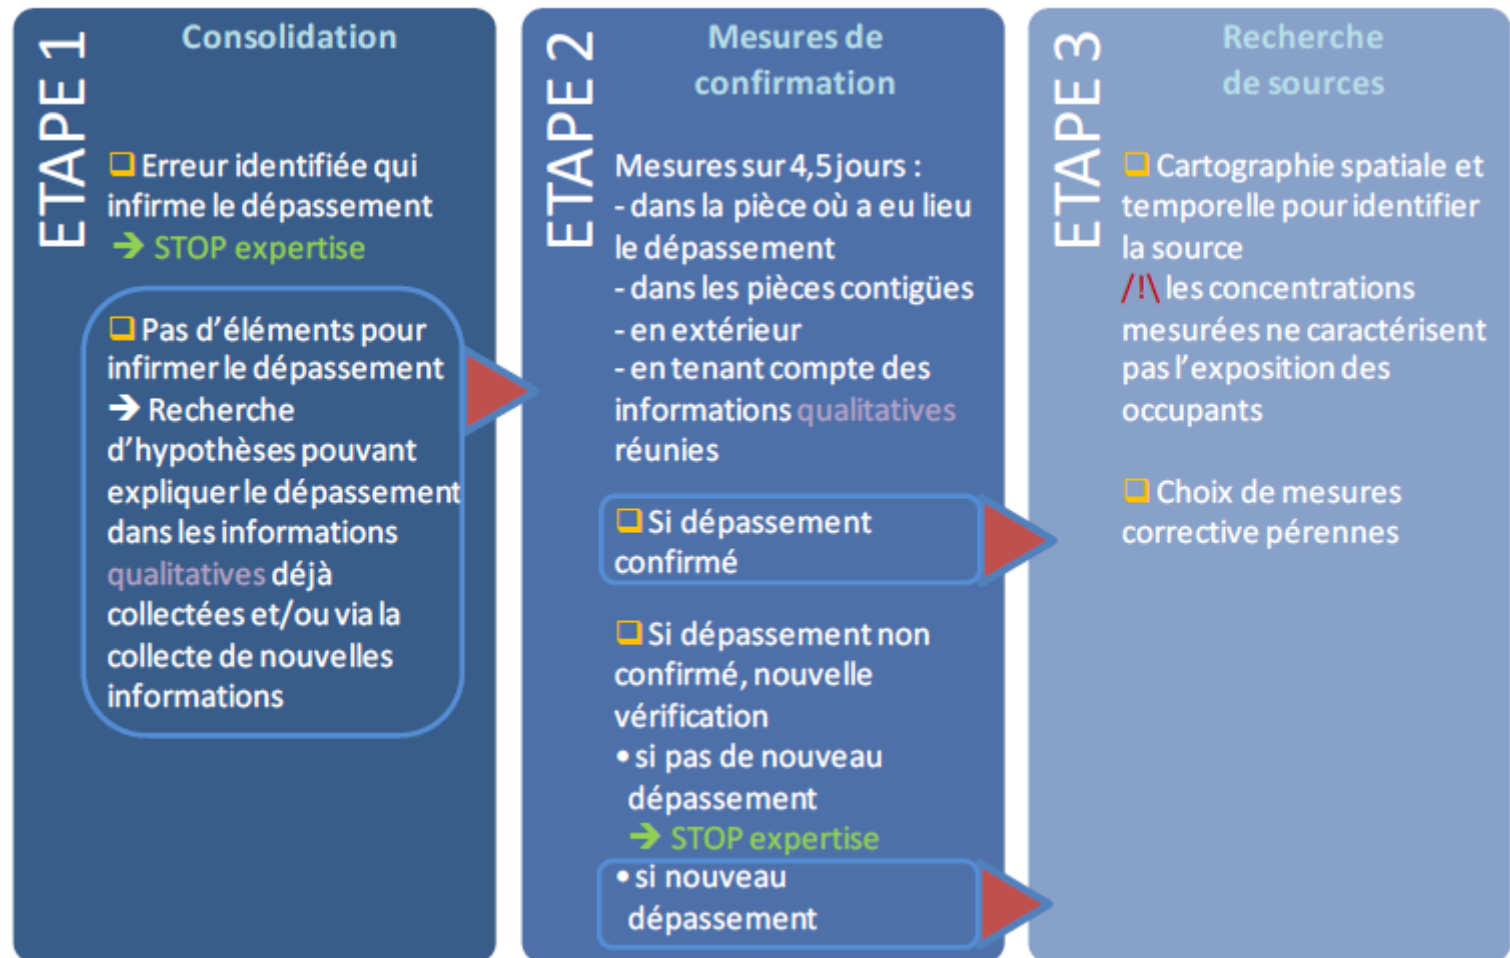 ETAPE 1
Consolidation
❑ Erreur identifiée qui
infirme le dépassement
➔ STOP expertise
❑ Pas d’éléments pour
infirmer le dépassement
➔ Recherche
d’hypothèses pouvant
expliquer le dépassement
dans les informations
qualitatives déjà
collectées et/ou via la
collecte de nouvelles
informations
ETAPE 2
Mesures de
confirmation
Mesures sur 4,5 jours :
- dans la pièce où a eu lieu
le dépassement
- dans les pièces contigües
- en extérieur
- en tenant compte des
informations qualitatives
réunies
❑ Si dépassement
confirmé
❑ Si dépassement non
confirmé, nouvelle
vérification
• si pas de nouveau
dépassement
➔ STOP expertise
• si nouveau
dépassement
ETAPE 3
Recherche
de sources
❑ Cartographie spatiale et
temporelle pour identifier
la source
/!\ les concentrations
mesurées ne caractérisent
pas l’exposition des
occupants
❑ Choix de mesures
corrective pérennes